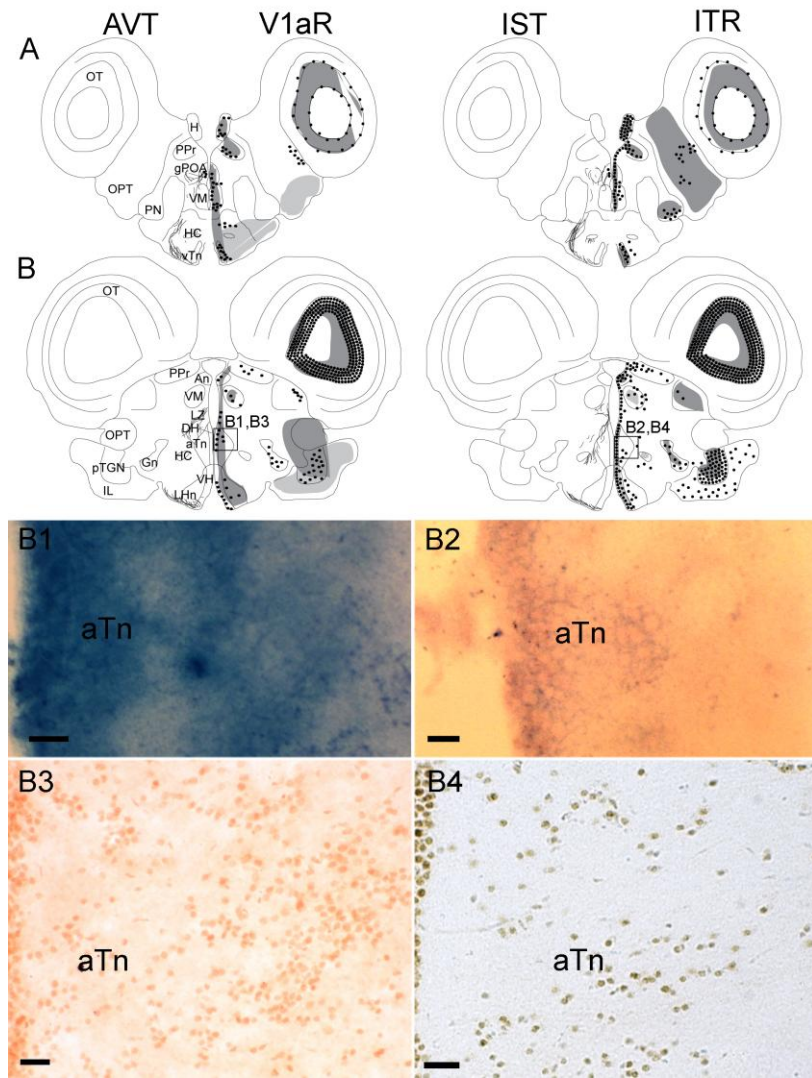 AVT V1aR IST ITR
A
OT
H
PPr
gPOA
OPT
VM
PN
HC
vTn
B
OT
PPr
An
VM
LZ
B1,B3
B2,B4
DH
OPT
aTn
HC
pTGN
Gn
VH
IL
LHn
B1
B2
aTn
aTn
B3
B4
aTn
aTn